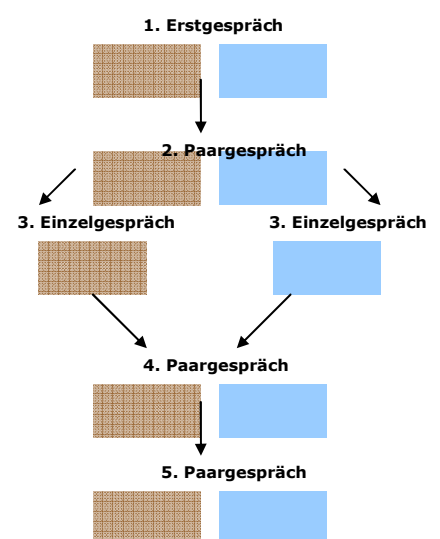 1. Erstgespräch
2. Paargespräch
3. Einzelgespräch
3. Einzelgespräch
4. Paargespräch
5. Paargespräch